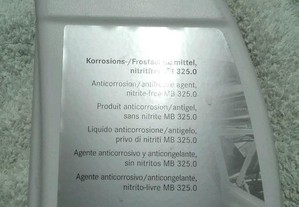 Korrosions-/Frostschutzmittel,
nitritfrei MB 325.0
Anticorrosion/antifreeze agent,
nitrite-free MB 325.0
Produit anticorrosion/antigel,
sans nitrite MB 325.0
Liquido anticorrosione/antigelo,
privo di nitriti MB 325.0
Agente anticorrosivo y anticongelante,
sin nitritos MB 325.0
Agente anticorrosivo/anticongelante,
nitrito-livre MB 325.0